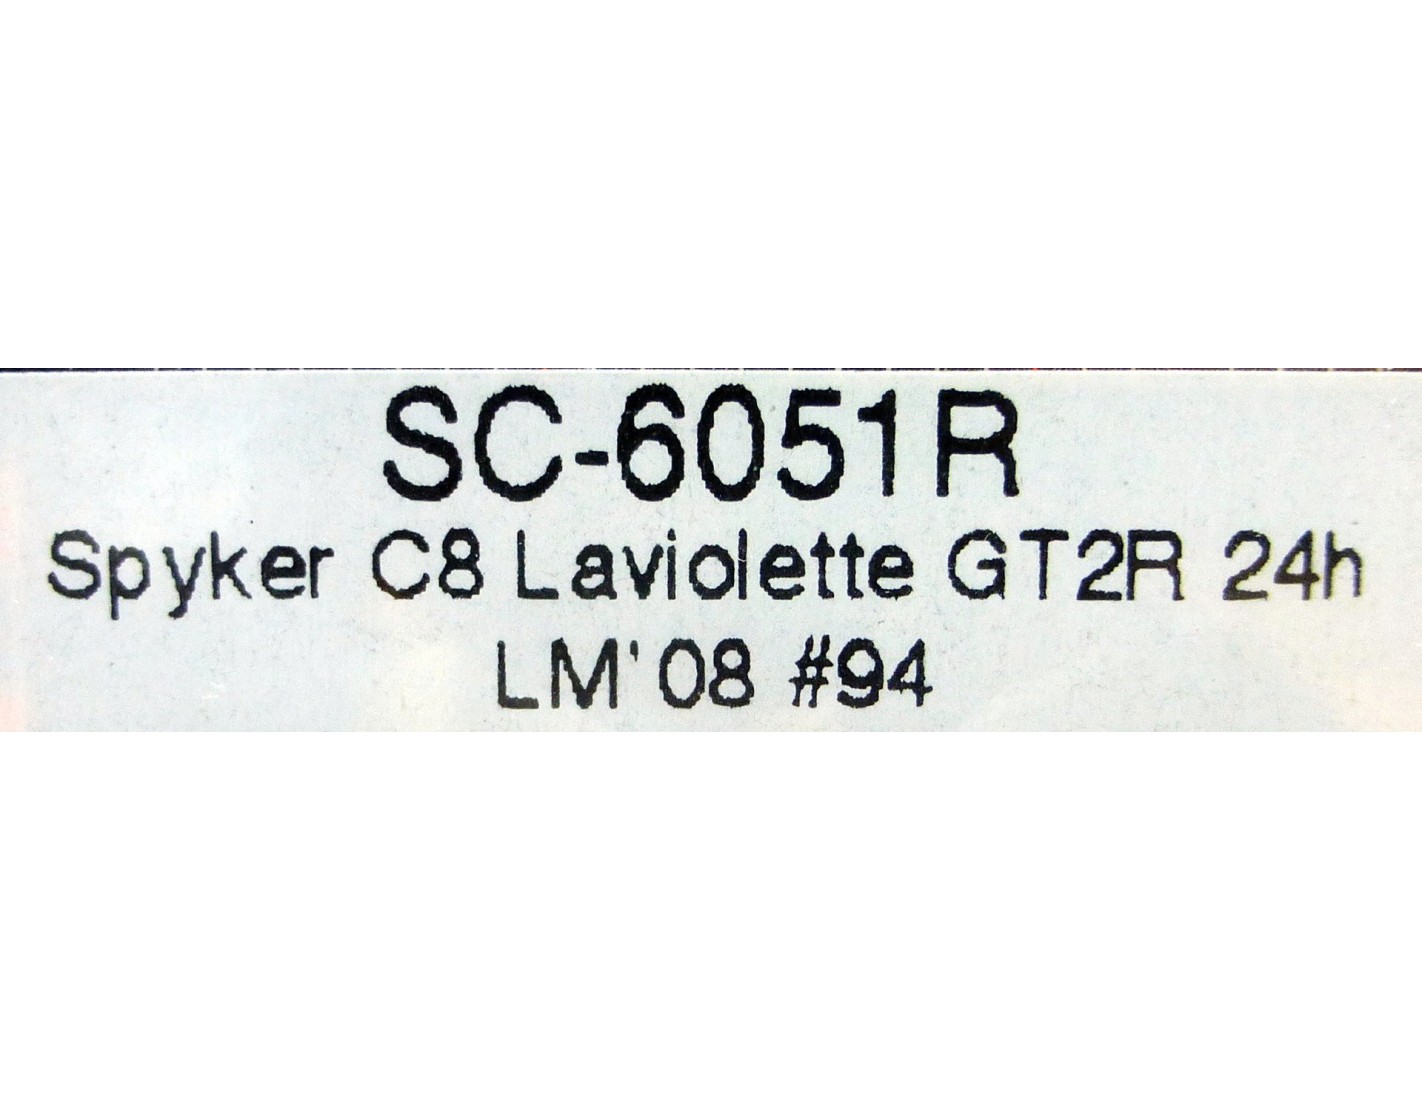 SC-6051R
Spyker C8 Laviolette GT2R 24h
LM'08 #94